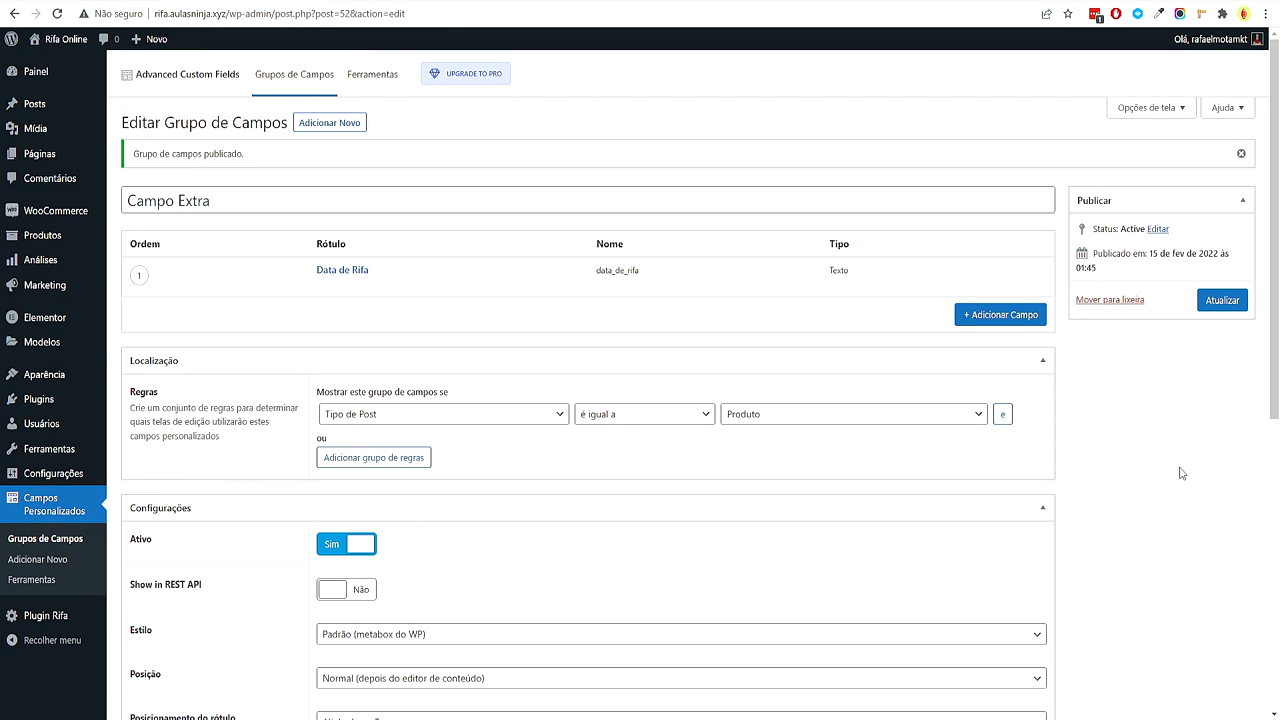 Não seguro
rifa.aulasninja.xyz/wp-admin/post.php?post=52&action=edit
1
Rifa Online
0
Novo
Olá, rafaelmotamkt
Painel
Posts
Mídia
Páginas
Comentários
WooCommerce
Produtos
Análises
Marketing
Elementor
Modelos
Aparência
Plugins
Usuários
Ferramentas
Configurações
Campos
Personalizados
Grupos de Campos
Adicionar Novo
Ferramentas
Plugin Rifa
Recolher menu
Advanced Custom Fields
Grupos de Campos
Ferramentas
UPGRADE TO PRO
Opções de tela
Ajuda
Editar Grupo de Campos
Adicionar Novo
Grupo de campos publicado.
Campo Extra
Ordem
Rótulo
Nome
Tipo
1
Data de Rifa
data_de_rifa
Texto
+ Adicionar Campo
Localização
Regras
Crie um conjunto de regras para determinar
quais telas de edição utilizarão estes
campos personalizados
Mostrar este grupo de campos se
Tipo de Post
é igual a
Produto
e
ou
Adicionar grupo de regras
Configurações
Ativo
Sim
Show in REST API
Não
Estilo
Padrão (metabox do WP)
Posição
Normal (depois do editor de conteúdo)
Posicionamento do rótulo
Publicar
Status: Active Editar
Publicado em: 15 de fev de 2022 às
01:45
Mover para lixeira
Atualizar